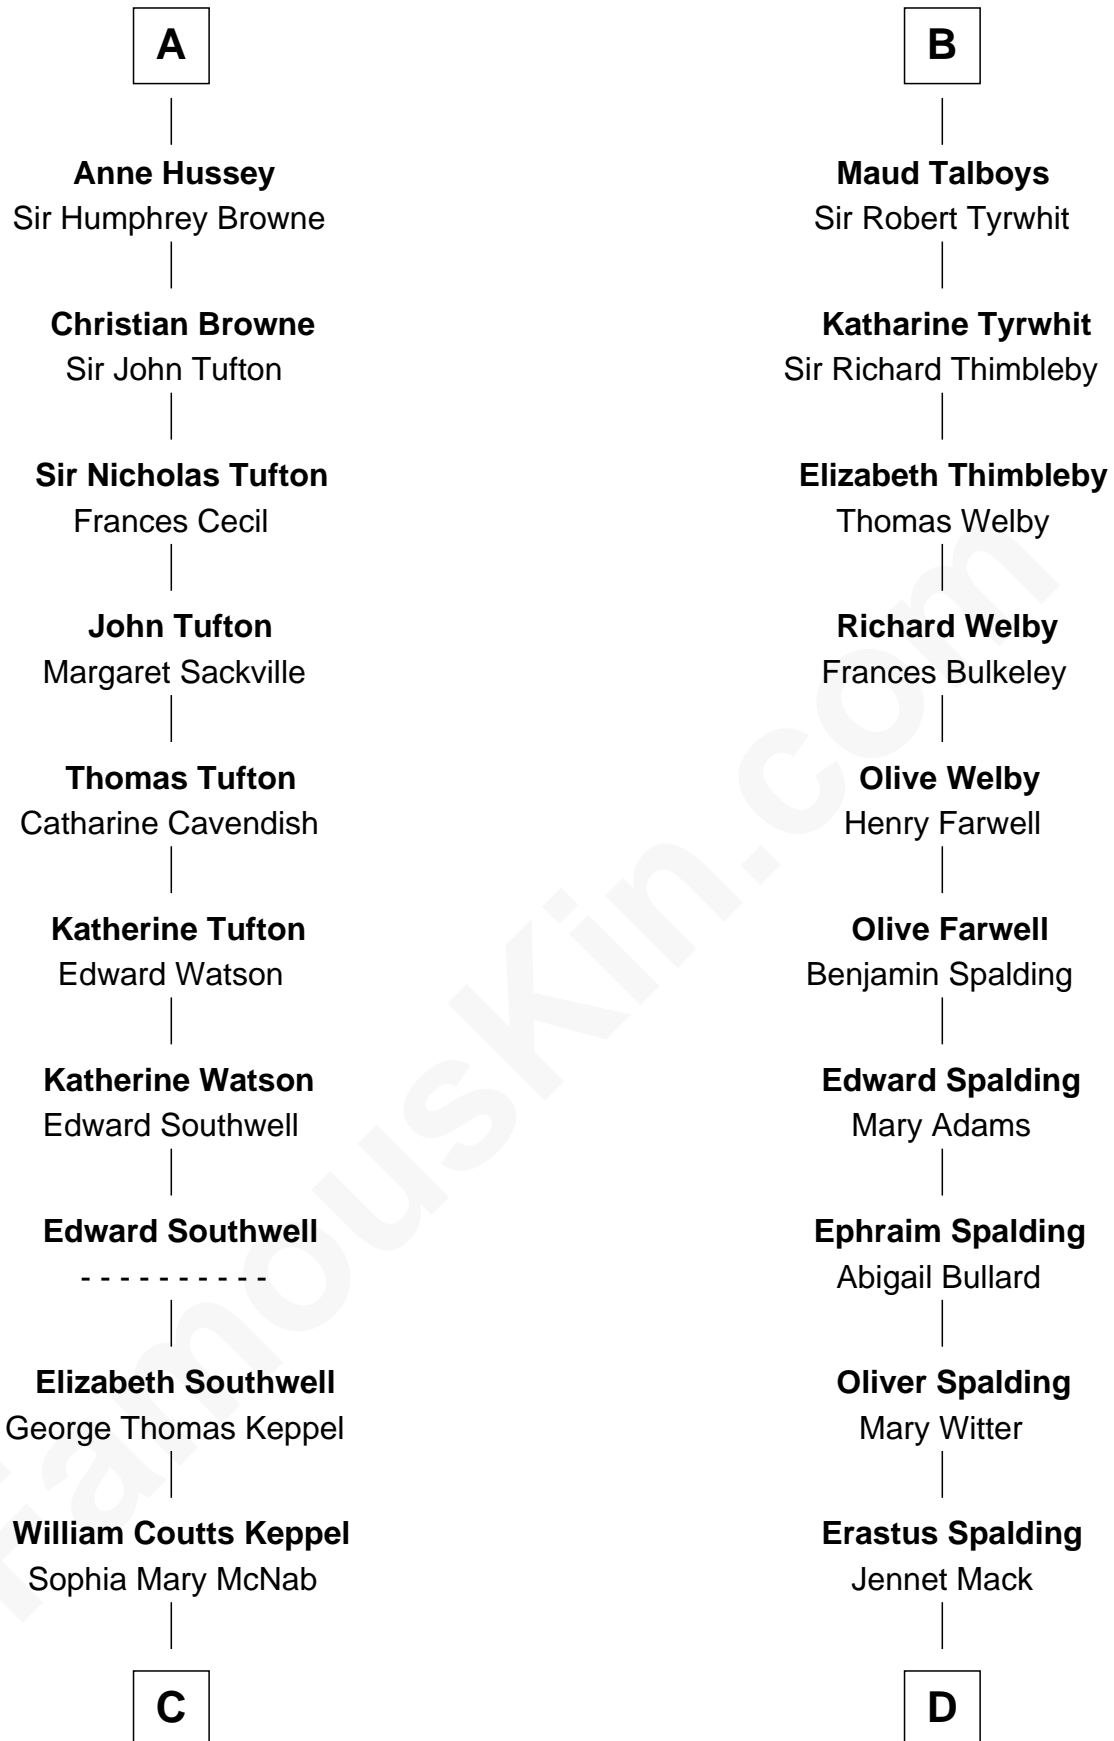 A
Anne Hussey
Sir Humphrey Browne
Christian Browne
Sir John Tufton
Sir Nicholas Tufton
Frances Cecil
John Tufton
Margaret Sackville
Thomas Tufton
Catharine Cavendish
Katherine Tufton
Edward Watson
Katherine Watson
Edward Southwell
Edward Southwell
- - - - - - - - - -
Elizabeth Southwell
George Thomas Keppel
William Coutts Keppel
Sophia Mary McNab
C
B
Maud Talboys
Sir Robert Tyrwhit
Katharine Tyrwhit
Sir Richard Thimbleby
Elizabeth Thimbleby
Thomas Welby
Richard Welby
Frances Bulkeley
Olive Welby
Henry Farwell
Olive Farwell
Benjamin Spalding
Edward Spalding
Mary Adams
Ephraim Spalding
Abigail Bullard
Oliver Spalding
Mary Witter
Erastus Spalding
Jennet Mack
D
FamousKin.com